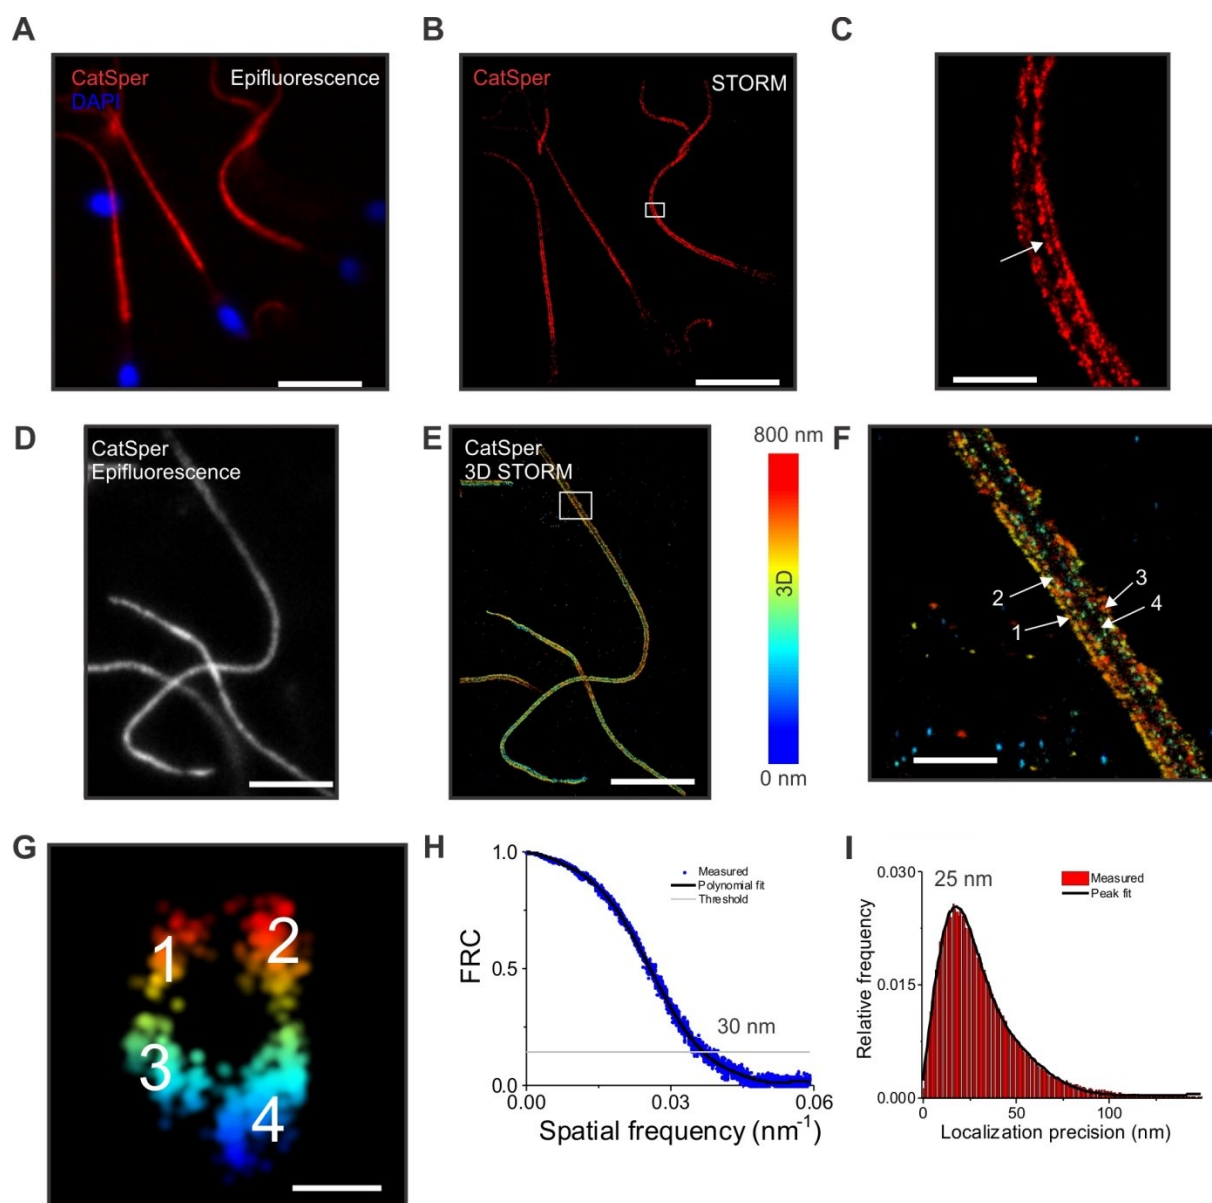 A
CatSper
DAPI
Epifluorescence
B
CatSper
STORM
C
D
CatSper
Epifluorescence
E
CatSper
3D STORM
800 nm
3D
0 nm
F
2
1
3
4
G
1
2
3
4
H
1.0
0.5
0.0
FRC
Measured
Polynomial fit
Threshold
30 nm
0.00
0.03
0.06
Spatial frequency (nm⁻¹)
I
25 nm
Measured
Peak fit
0.030
0.015
0.000
Relative frequency
0
50
100
Localization precision (nm)